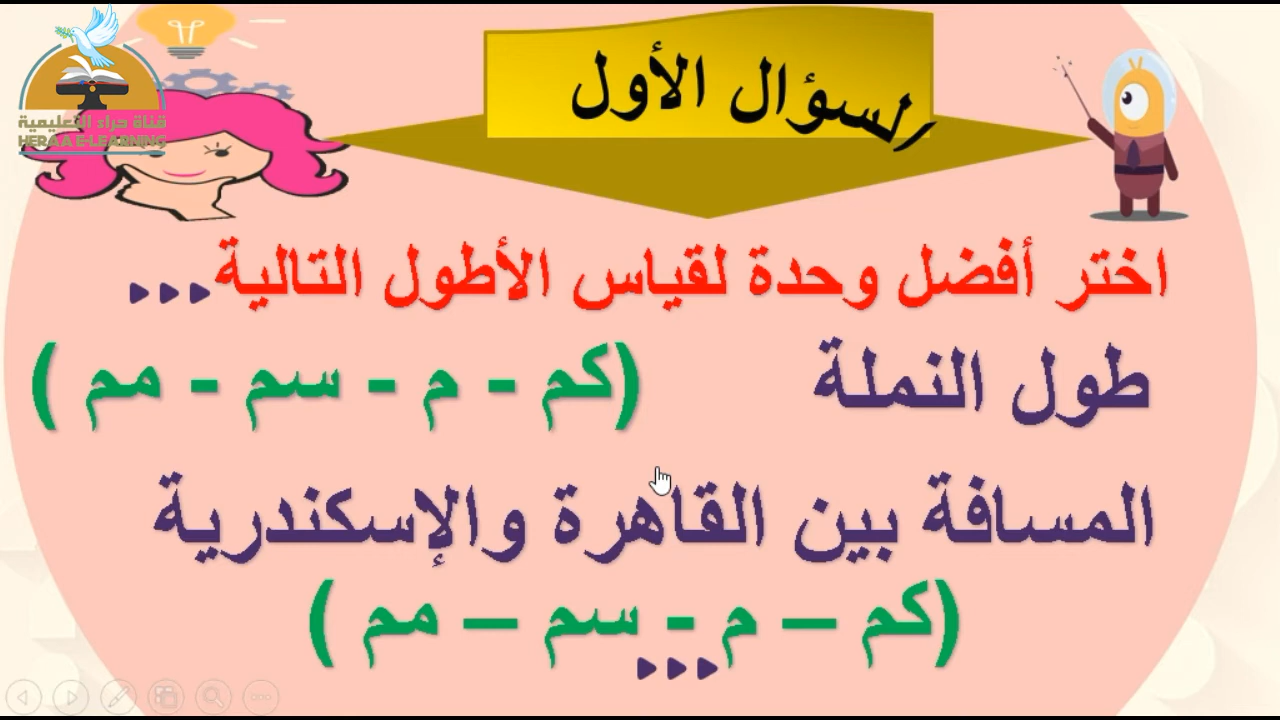 قناة حراء التعليمية
HERAA E-LEARNING
السؤال الأول
اختر أفضل وحدة لقياس الأطول التالية
طول النملة (كم - م - سم - مم )
المسافة بين القاهرة والإسكندرية
(كم – م - سم – مم )